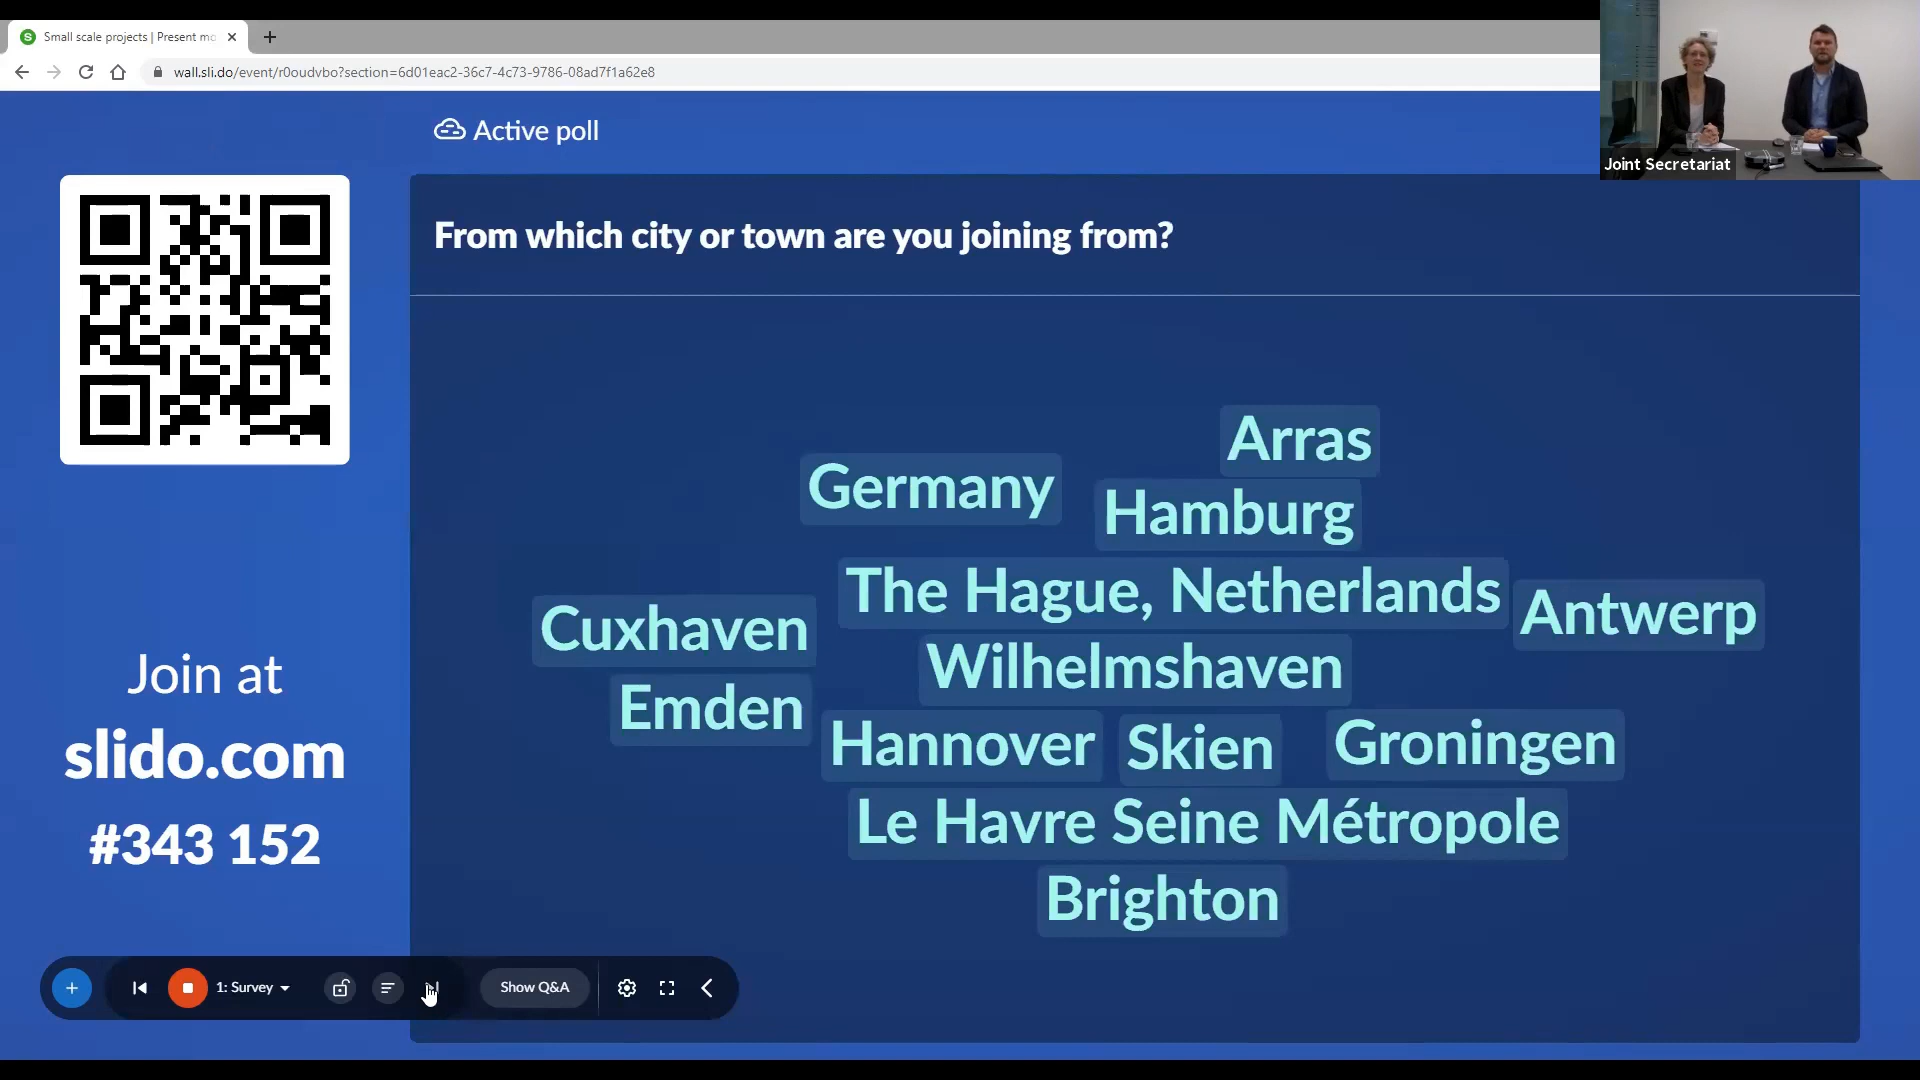 Small scale projects | Present mo
wall.sli.do/event/r0oudvbo?section=6d01eac2-36c7-4c73-9786-08ad7f1a62e8
Joint Secretariat
Active poll
From which city or town are you joining from?
Arras
Germany
Hamburg
The Hague, Netherlands
Antwerp
Cuxhaven
Wilhelmshaven
Emden
Hannover
Skien
Groningen
Le Havre Seine Métropole
Brighton
Join at
slido.com
#343 152
1: Survey
Show Q&A